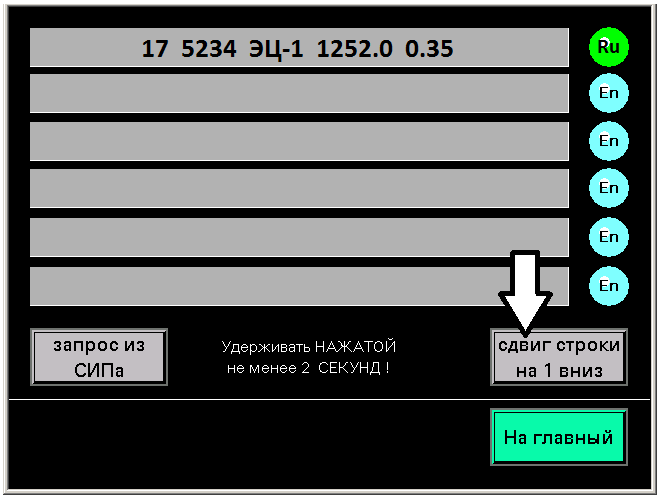 17 5234 ЭЦ-1 1252.0 0.35
Ru
En
En
En
En
En
запрос из
СИПа
Удерживать НАЖАТОЙ
не менее 2 СЕКУНД !
сдвиг строки
на 1 вниз
На главный